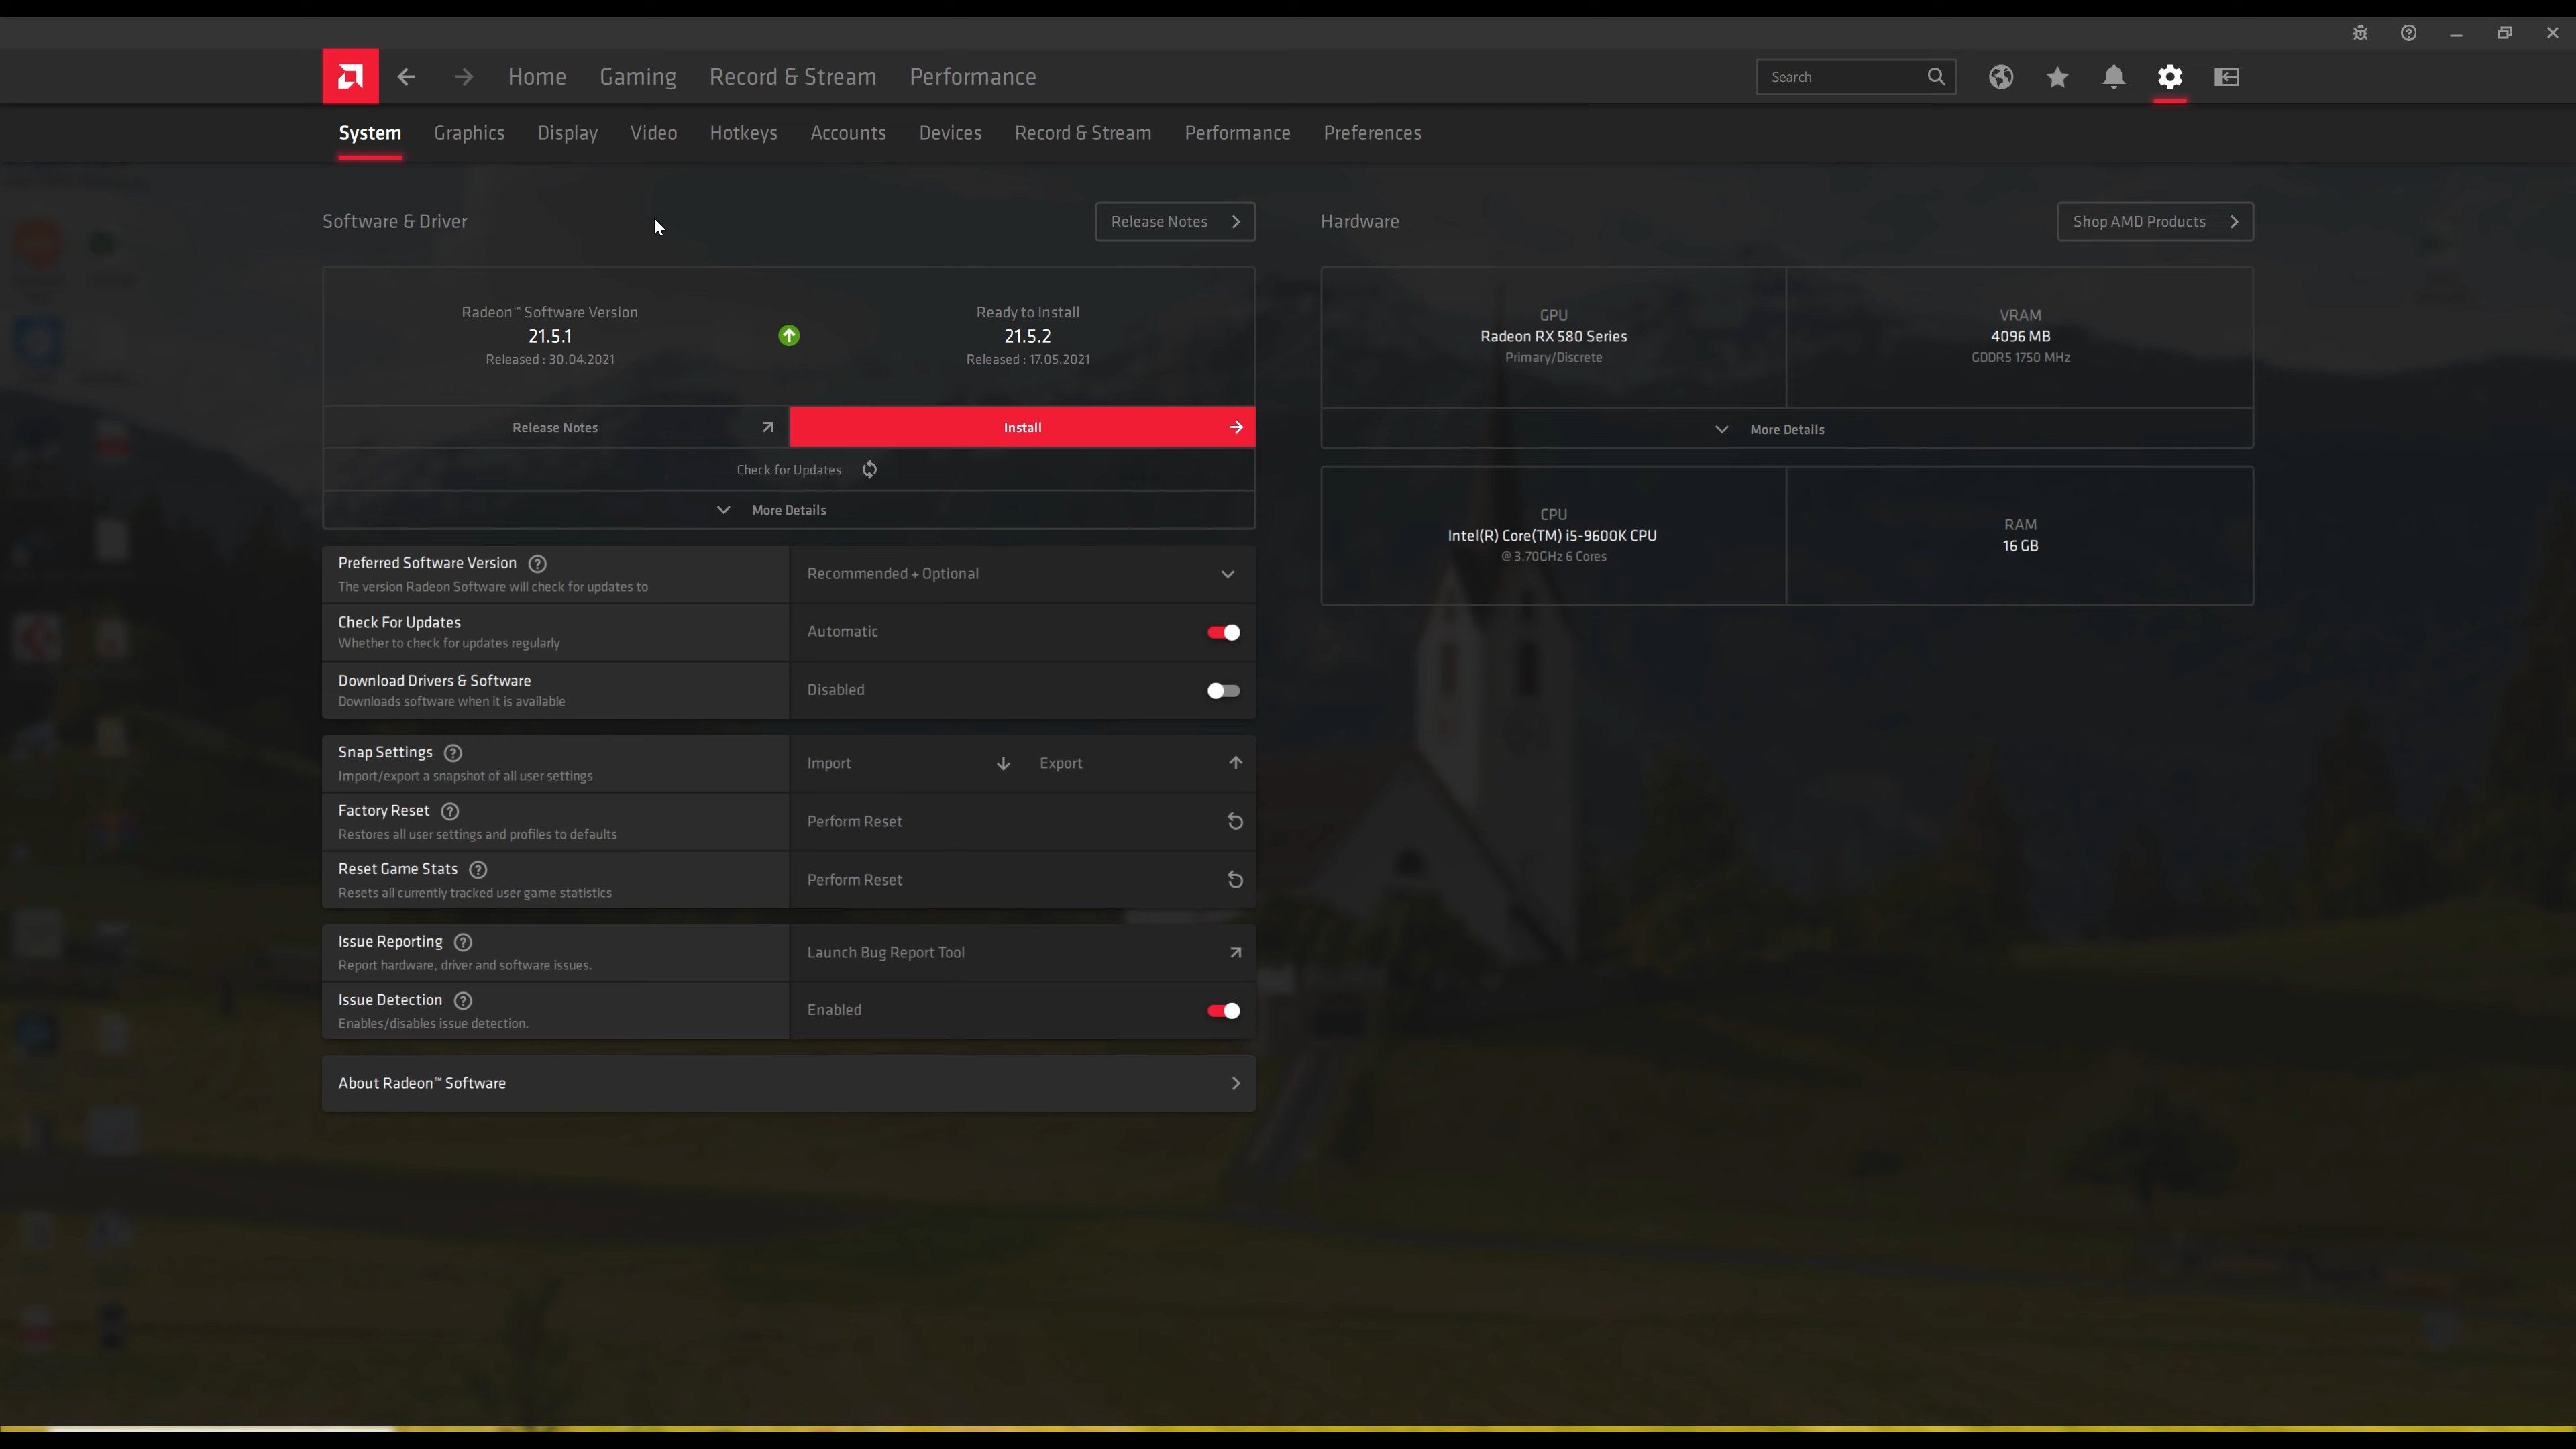 Home Gaming Record & Stream Performance Search
System Graphics Display Video Hotkeys Accounts Devices Record & Stream Performance Preferences
Software & Driver
Release Notes
Radeon™ Software Version
21.5.1
Released : 30.04.2021
Ready to Install
21.5.2
Released : 17.05.2021
Release Notes
Install
Check for Updates
More Details
Preferred Software Version
The version Radeon Software will check for updates to
Recommended + Optional
Check For Updates
Whether to check for updates regularly
Automatic
Download Drivers & Software
Downloads software when it is available
Disabled
Snap Settings
Import/export a snapshot of all user settings
Import
Export
Factory Reset
Restores all user settings and profiles to defaults
Perform Reset
Reset Game Stats
Resets all currently tracked user game statistics
Perform Reset
Issue Reporting
Report hardware, driver and software issues.
Launch Bug Report Tool
Issue Detection
Enables/disables issue detection.
Enabled
About Radeon™ Software
Hardware
Shop AMD Products
GPU
Radeon RX 580 Series
Primary/Discrete
VRAM
4096 MB
GDDR5 1750 MHz
More Details
CPU
Intel(R) Core(TM) i5-9600K CPU
@ 3.70GHz 6 Cores
RAM
16 GB